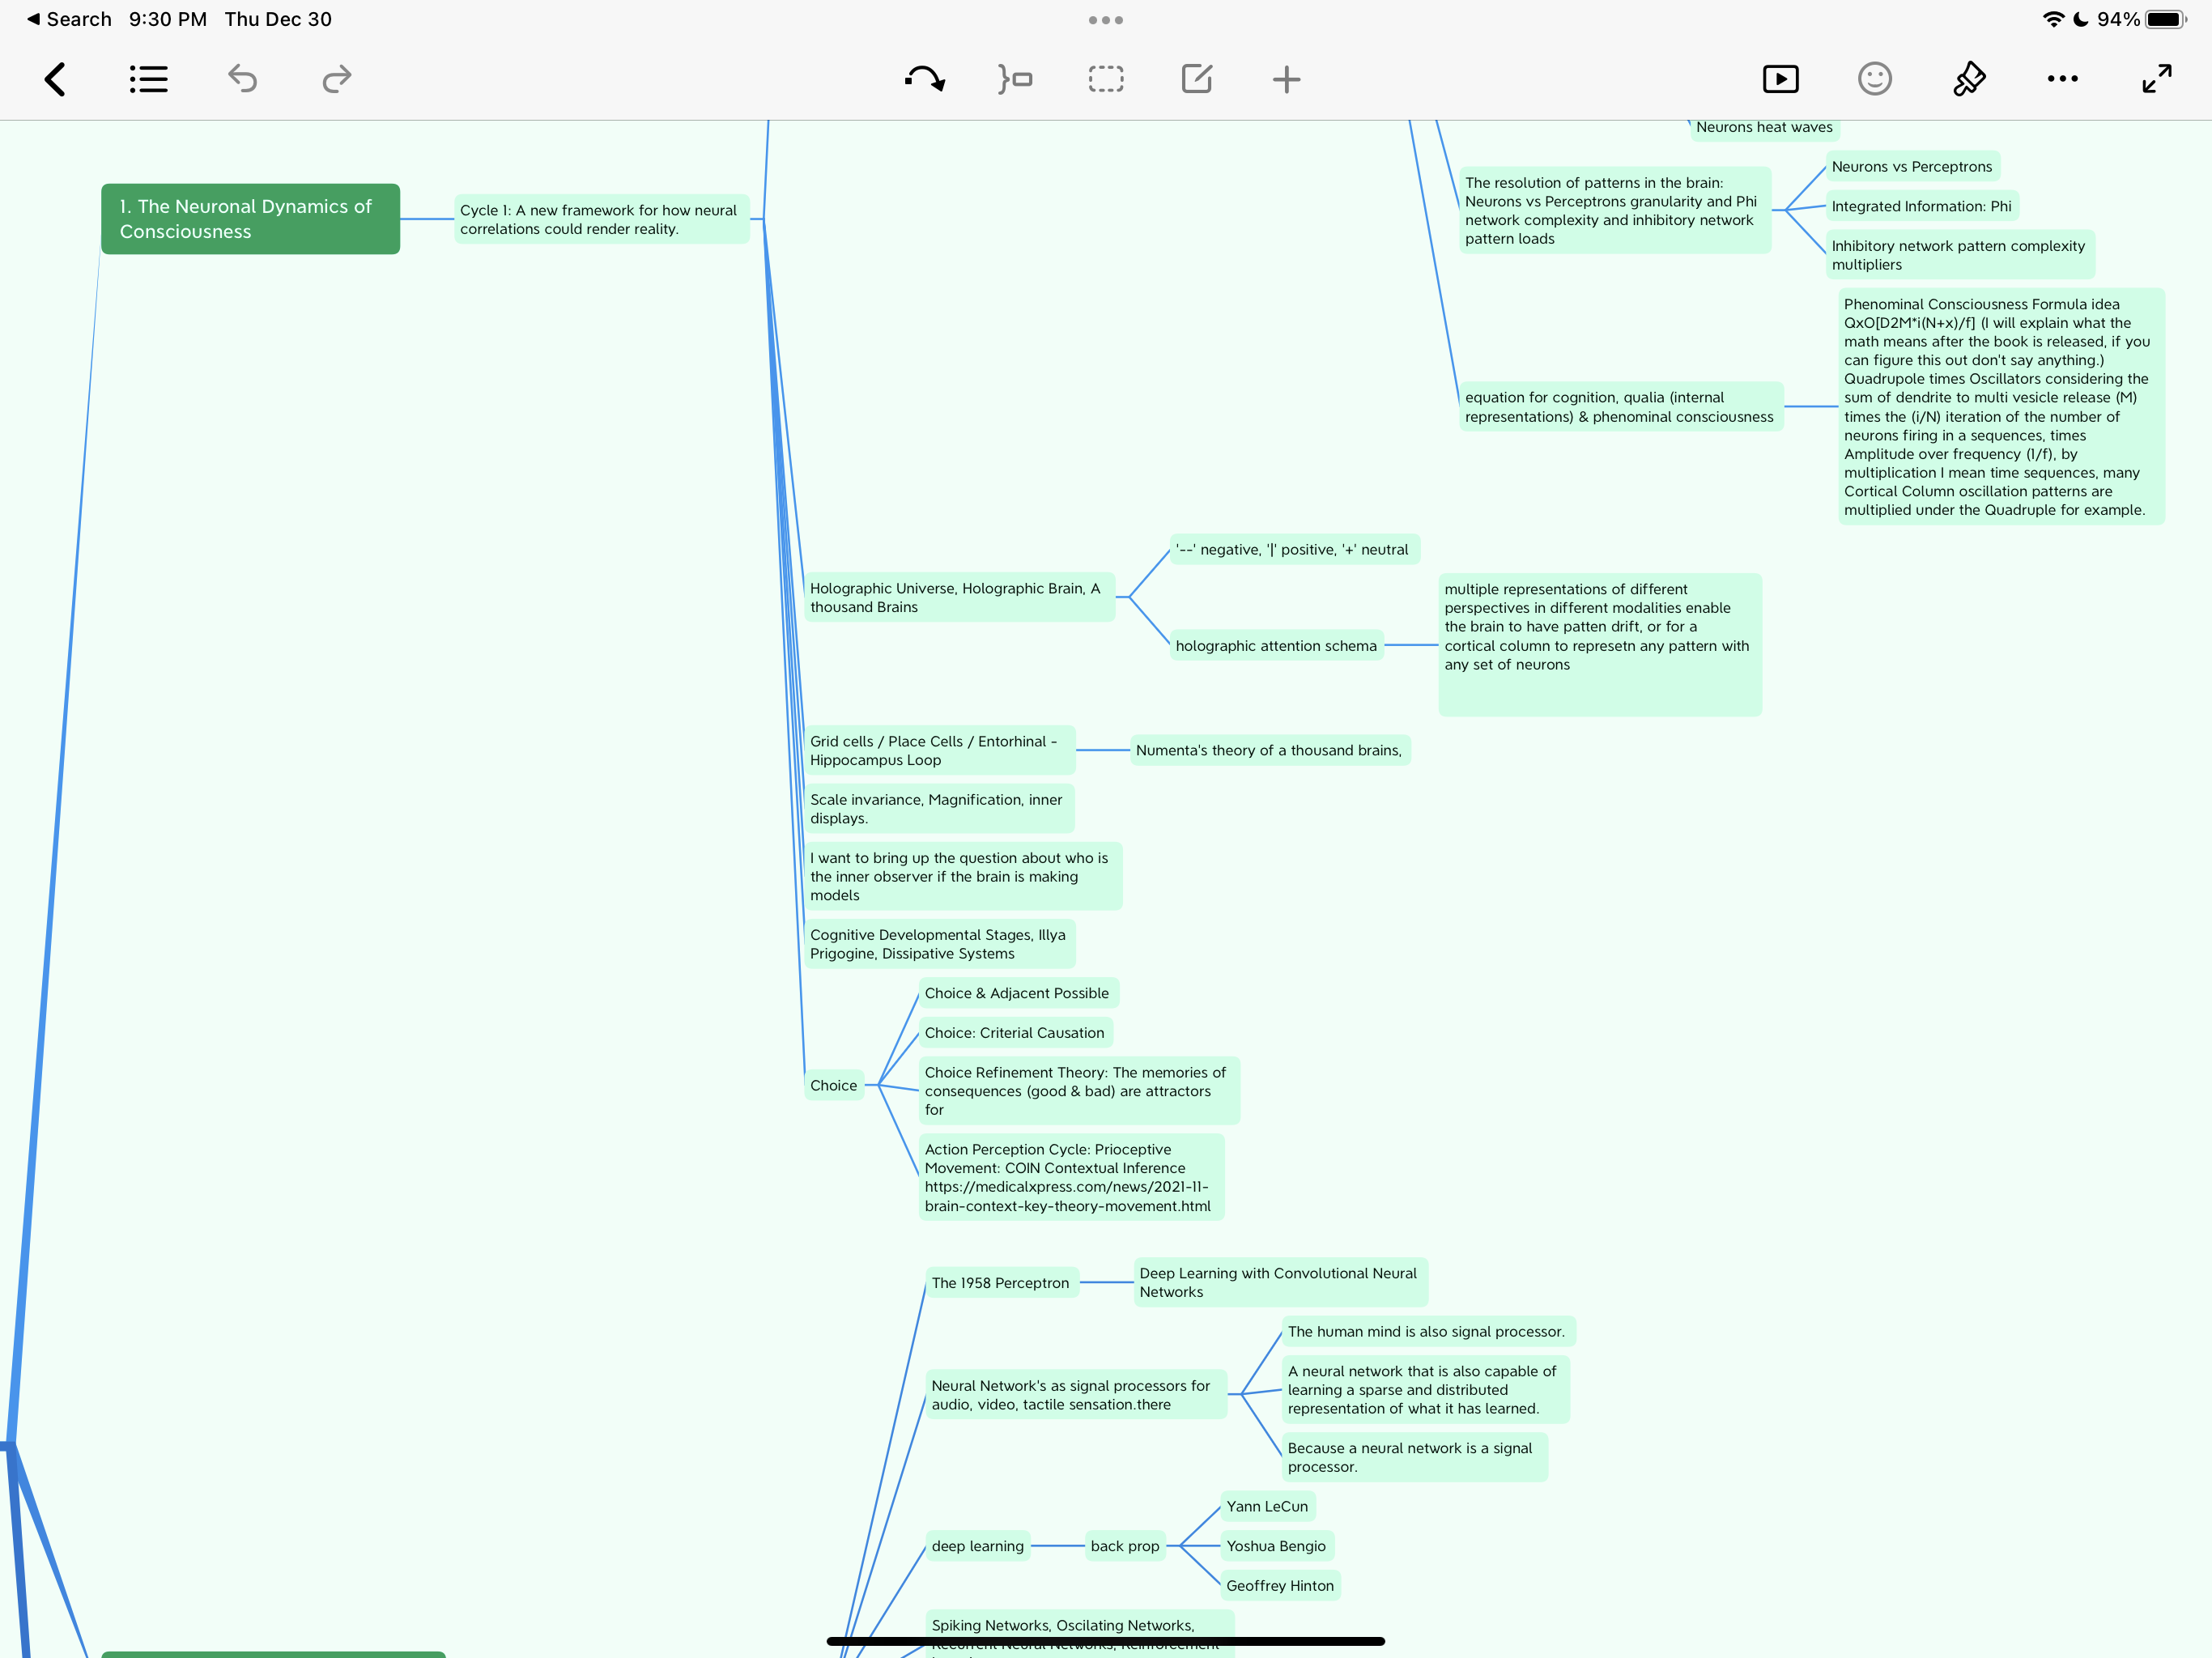 Search 9:30 PM Thu Dec 30
94%
Neurons heat waves
1. The Neuronal Dynamics of
Consciousness
Cycle 1: A new framework for how neural
correlations could render reality.
The resolution of patterns in the brain:
Neurons vs Perceptrons granularity and Phi
network complexity and inhibitory network
pattern loads
Neurons vs Perceptrons
Integrated Information: Phi
Inhibitory network pattern complexity
multipliers
equation for cognition, qualia (internal
representations) & phenominal consciousness
Phenominal Consciousness Formula idea
QxO[D2M*i(N+x)/f] (I will explain what the
math means after the book is released, if you
can figure this out don't say anything.)
Quadrupole times Oscillators considering the
sum of dendrite to multi vesicle release (M)
times the (i/N) iteration of the number of
neurons firing in a sequences, times
Amplitude over frequency (1/f), by
multiplication I mean time sequences, many
Cortical Column oscillation patterns are
multiplied under the Quadruple for example.
Holographic Universe, Holographic Brain, A
thousand Brains
'--' negative, '|' positive, '+' neutral
holographic attention schema
multiple representations of different
perspectives in different modalities enable
the brain to have patten drift, or for a
cortical column to represetn any pattern with
any set of neurons
Grid cells / Place Cells / Entorhinal -
Hippocampus Loop
Numenta's theory of a thousand brains,
Scale invariance, Magnification, inner
displays.
I want to bring up the question about who is
the inner observer if the brain is making
models
Cognitive Developmental Stages, Illya
Prigogine, Dissipative Systems
Choice
Choice & Adjacent Possible
Choice: Criterial Causation
Choice Refinement Theory: The memories of
consequences (good & bad) are attractors
for
Action Perception Cycle: Prioceptive
Movement: COIN Contextual Inference
https://medicalxpress.com/news/2021-11-
brain-context-key-theory-movement.html
The 1958 Perceptron
Deep Learning with Convolutional Neural
Networks
Neural Network's as signal processors for
audio, video, tactile sensation.there
The human mind is also signal processor.
A neural network that is also capable of
learning a sparse and distributed
representation of what it has learned.
Because a neural network is a signal
processor.
deep learning
back prop
Yann LeCun
Yoshua Bengio
Geoffrey Hinton
Spiking Networks, Oscilating Networks,
Recurrent Neural Networks, Reinforcement